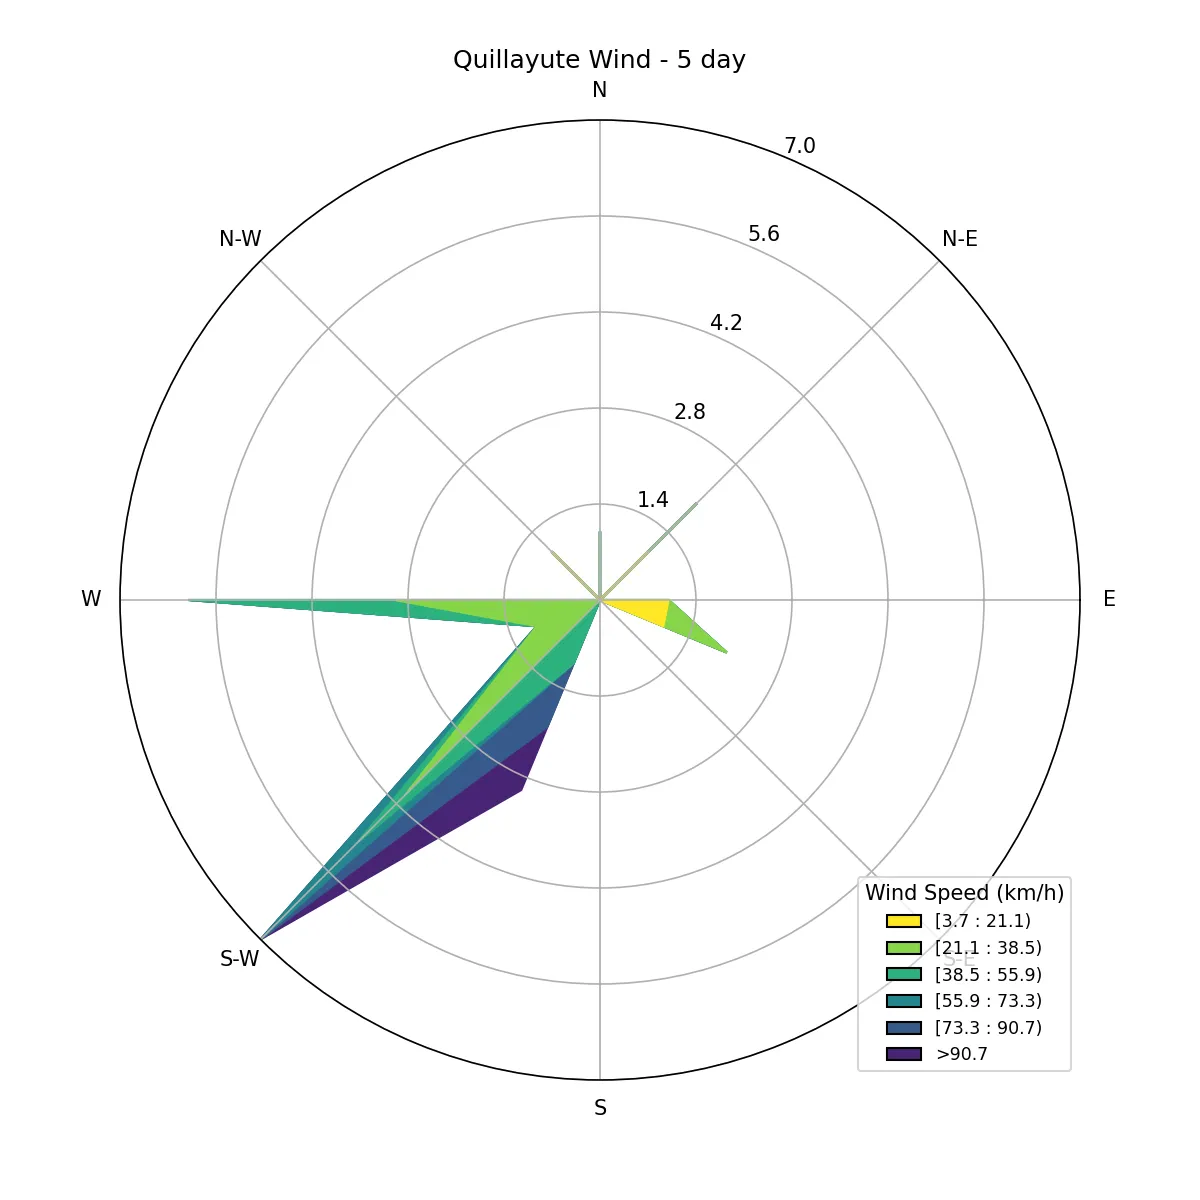 Quillayute Wind - 5 day
N
7.0
5.6
N-W
N-E
4.2
2.8
1.4
W
E
Wind Speed (km/h)
[3.7 : 21.1)
[21.1 : 38.5)
S-W
S-E
[38.5 : 55.9)
[55.9 : 73.3)
[73.3 : 90.7)
>90.7
S